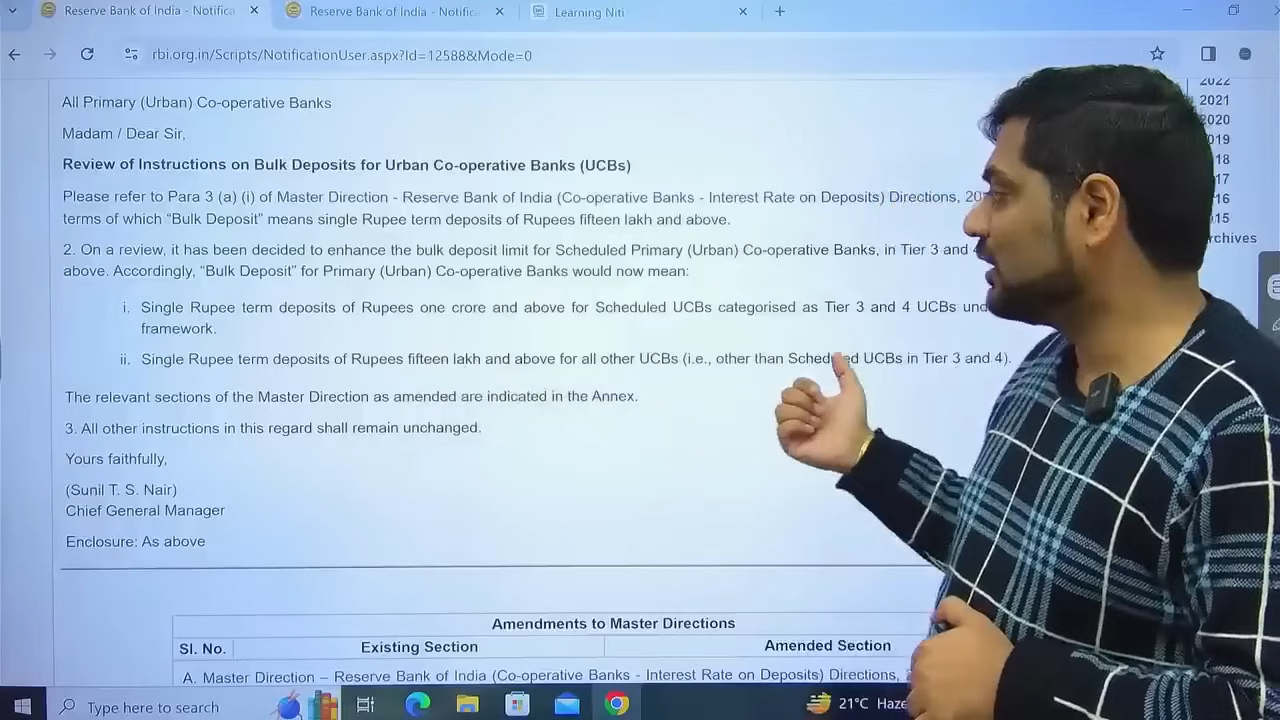 Reserve Bank of India - Notifica
Reserve Bank of India - Notific
Learning Niti
rbi.org.in/Scripts/NotificationUser.aspx?Id=12588&Mode=0
All Primary (Urban) Co-operative Banks
Madam / Dear Sir,
Review of Instructions on Bulk Deposits for Urban Co-operative Banks (UCBs)
Please refer to Para 3 (a) (i) of Master Direction - Reserve Bank of India (Co-operative Banks - Interest Rate on Deposits) Directions,
terms of which “Bulk Deposit” means single Rupee term deposits of Rupees fifteen lakh and above.
2. On a review, it has been decided to enhance the bulk deposit limit for Scheduled Primary (Urban) Co-operative Banks, in Tier 3 and
above. Accordingly, “Bulk Deposit” for Primary (Urban) Co-operative Banks would now mean:
i. Single Rupee term deposits of Rupees one crore and above for Scheduled UCBs categorised as Tier 3 and 4 UCBs
framework.
ii. Single Rupee term deposits of Rupees fifteen lakh and above for all other UCBs (i.e., other than Scheduled UCBs in Tier 3 and 4).
The relevant sections of the Master Direction as amended are indicated in the Annex.
3. All other instructions in this regard shall remain unchanged.
Yours faithfully,
(Sunil T. S. Nair)
Chief General Manager
Enclosure: As above
2022
2021
2020
019
18
17
16
15
rchives
Amendments to Master Directions
Sl. No. Existing Section Amended Section
A. Master Direction – Reserve Bank of India (Co-operative Banks - Interest Rate on Deposits) Directions,
Type here to search
21°C Haze